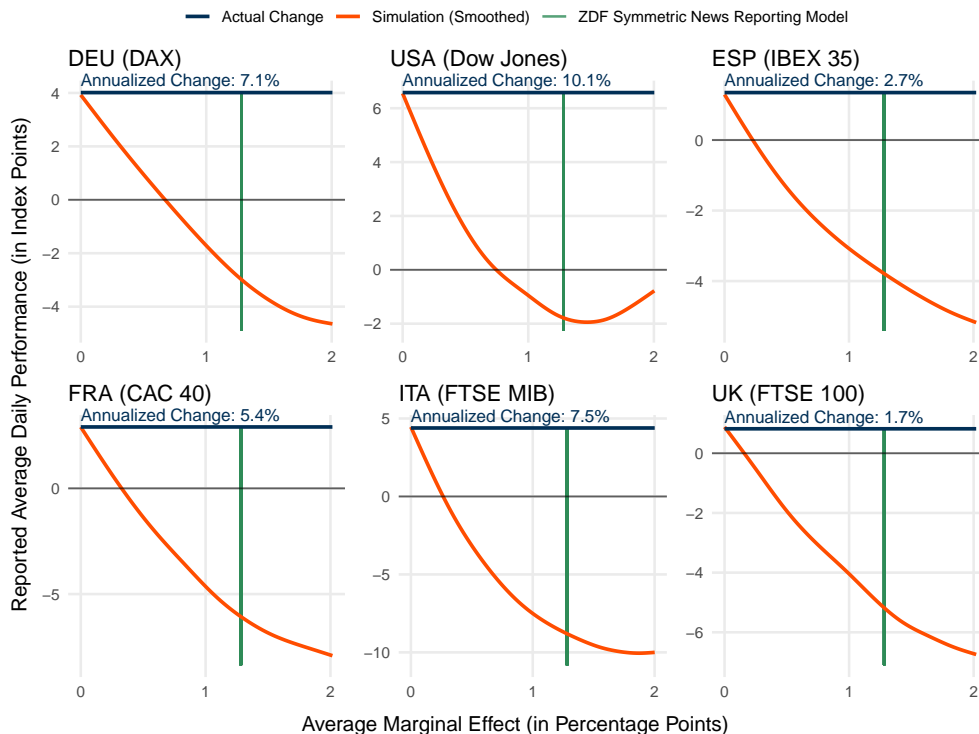 Actual Change Simulation (Smoothed) ZDF Symmetric News Reporting Model
DEU (DAX) USA (Dow Jones) ESP (IBEX 35)
Annualized Change: 7.1% Annualized Change: 10.1% Annualized Change: 2.7%
4
2
0
−2
−4
0 1 2
6
4
2
0
−2
0 1 2
0
−2
−4
0 1 2
FRA (CAC 40) ITA (FTSE MIB) UK (FTSE 100)
Annualized Change: 5.4% Annualized Change: 7.5% Annualized Change: 1.7%
0
−5
0 1 2
5
0
−5
−10
0 1 2
0
−2
−4
−6
0 1 2
Reported Average Daily Performance (in Index Points)
Average Marginal Effect (in Percentage Points)